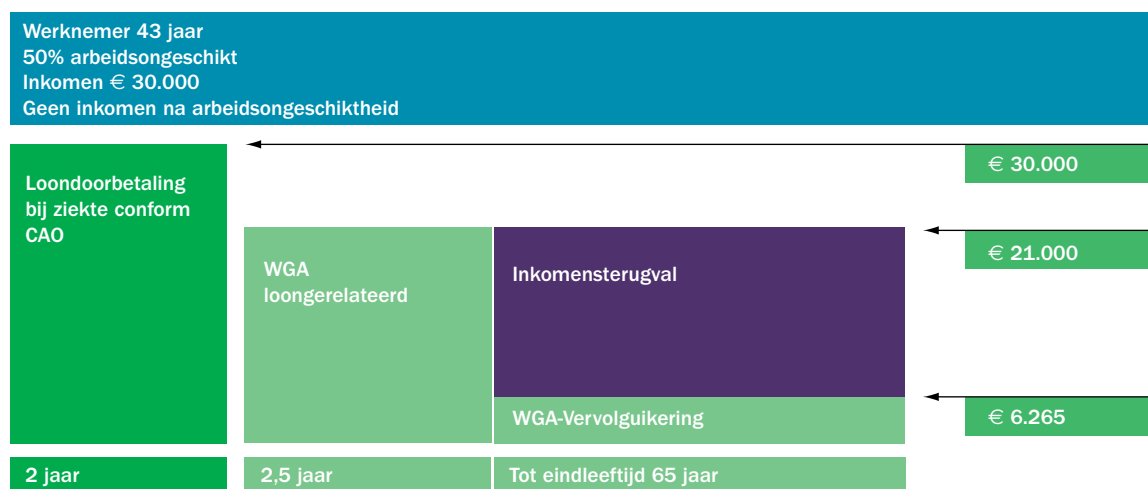 Werknemer 43 jaar
50% arbeidsongeschikt
Inkomen € 30.000
Geen inkomen na arbeidsongeschiktheid
Loondoorbetaling
bij ziekte conform
CAO
€ 30.000
WGA
loongerelateerd
Inkomensterugval
€ 21.000
WGA-Vervolguikering
€ 6.265
2 jaar
2,5 jaar
Tot eindleeftijd 65 jaar